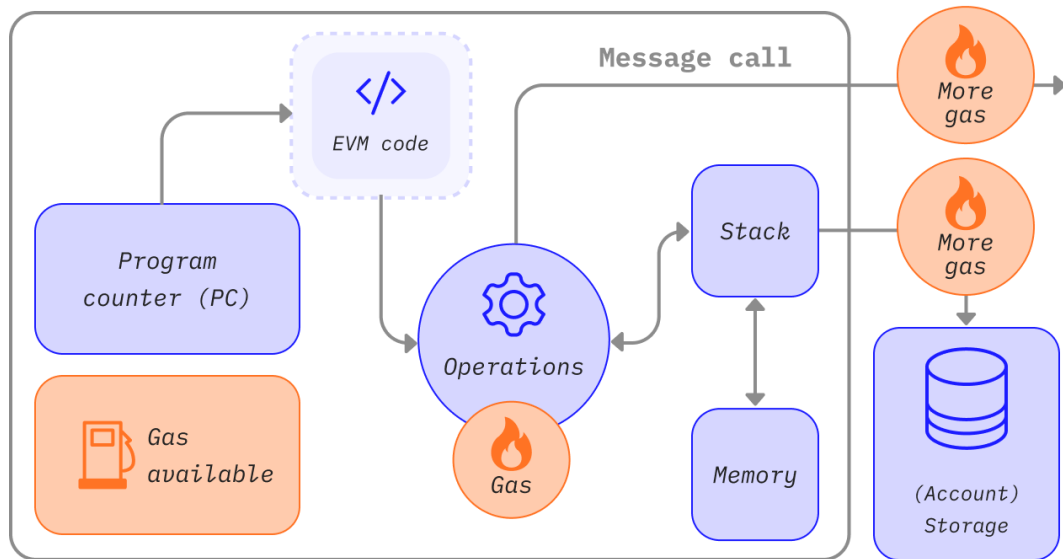 Message call
More
gas
</>
EVM code
Program
counter (PC)
Stack
More
gas
Operations
Gas
available
Gas
Memory
(Account)
Storage